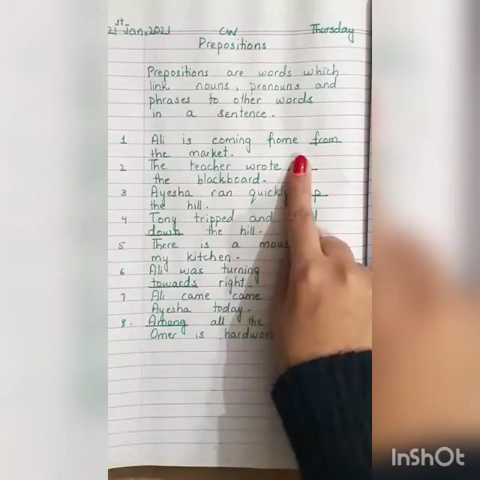 21st Jan, 2021 CW Thursday
Prepositions
Prepositions are words which
link nouns, pronouns and
phrases to other words
in a sentence.
1 Ali is coming home from
the market.
2 The teacher wrote
the blackboard.
3 Ayesha ran quickly
the hill.
4 Tony tripped and
down the hill.
5 There is a
my kitchen.
6 Ali was turning
towards right.
7 Ali came came
Ayesha today.
8. Among all the
Omer is
InShOt